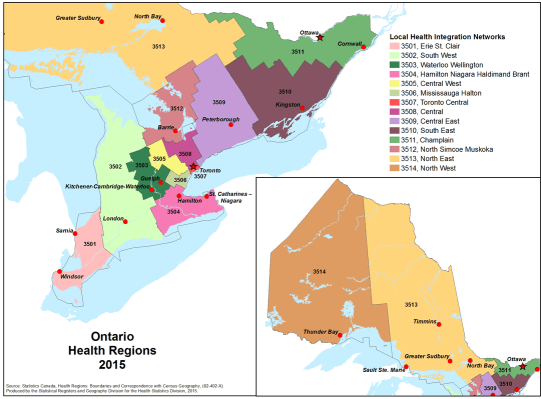 Greater Sudbury
North Bay
3513
Ottawa
3511
Cornwall
3510
Kingston
3509
Peterborough
3512
Barrie
3508
3505
3502
3503
Guelph
Toronto
3507
3506
Kitchener-Cambridge-Waterloo
St. Catharines –
Niagara
Hamilton
3504
London
Sarnia
3501
Windsor
Local Health Integration Networks
3501, Erie St. Clair
3502, South West
3503, Waterloo Wellington
3504, Hamilton Niagara Haldimand Brant
3505, Central West
3506, Mississauga Halton
3507, Toronto Central
3508, Central
3509, Central East
3510, South East
3511, Champlain
3512, North Simcoe Muskoka
3513, North East
3514, North West
3514
3513
Thunder Bay
Timmins
Greater Sudbury
North Bay
Ottawa
Sault Ste. Marie
3511
3510
3509
Ontario
Health Regions
2015
Source: Statistics Canada, Health Regions: Boundaries and Correspondence with Census Geography, (82-402-X).
Produced by the Statistical Registers and Geography Division for the Health Statistics Division, 2015.